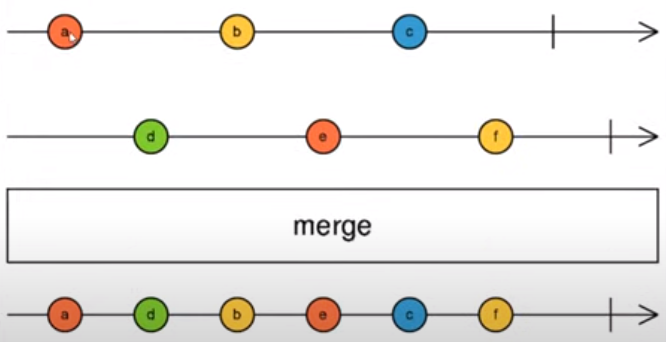 a b c
d e f
merge
a d b e c f